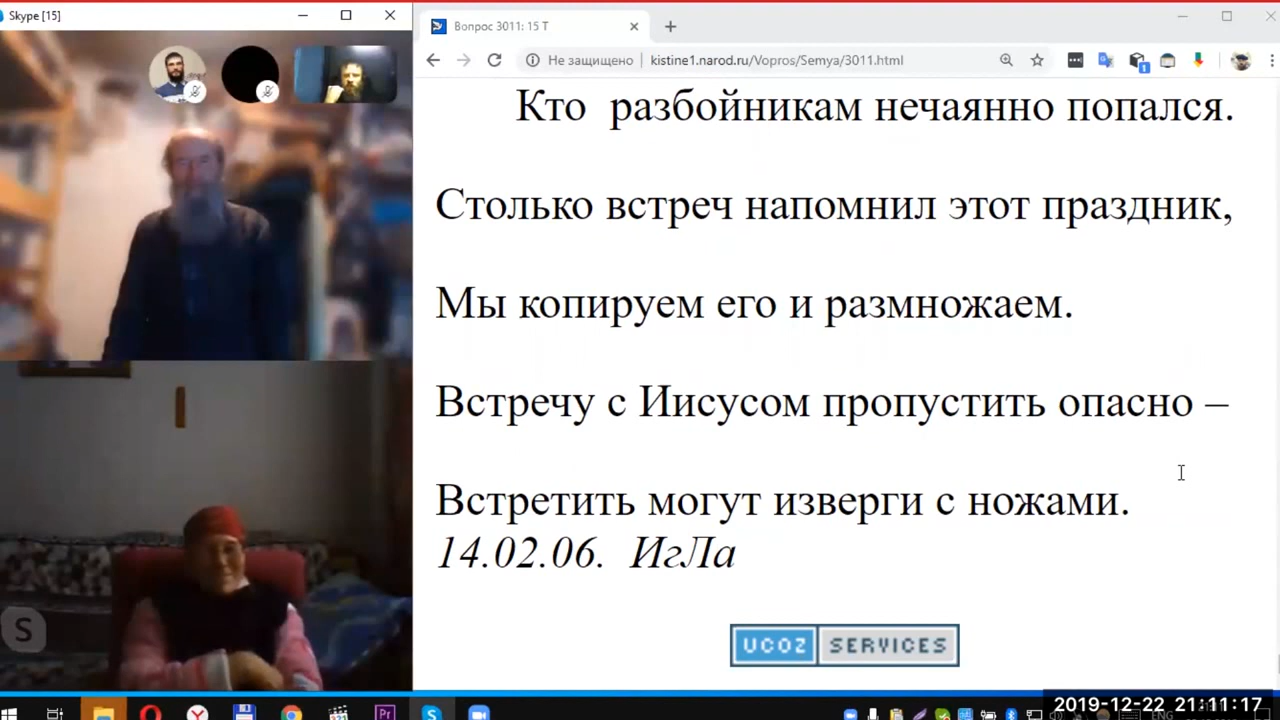 Skype [15]
Вопрос 3011: 15 Т
Не защищено | kistine1.narod.ru/Vopros/Semya/3011.html
Кто разбойникам нечаянно попался.
Столько встреч напомнил этот праздник,
Мы копируем его и размножаем.
Встречу с Иисусом пропустить опасно –
Встретить могут изверги с ножами.
14.02.06. ИгЛа
UCOZ SERVICES
S
2019-12-22 21:11:17
ENG